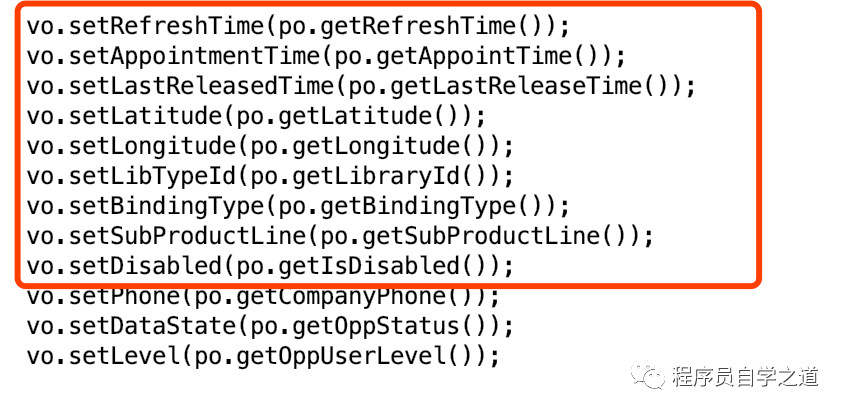 vo.setRefreshTime(po.getRefreshTime());
vo.setAppointmentTime(po.getAppointTime());
vo.setLastReleasedTime(po.getLastReleaseTime());
vo.setLatitude(po.getLatitude());
vo.setLongitude(po.getLongitude());
vo.setLibTypeId(po.getLibraryId());
vo.setBindingType(po.getBindingType());
vo.setSubProductLine(po.getSubProductLine());
vo.setDisabled(po.getIsDisabled());
vo.setPhone(po.getCompanyPhone());
vo.setDataState(po.getOppStatus());
vo.setLevel(po.getOppUserLevel());
程序员自学之道